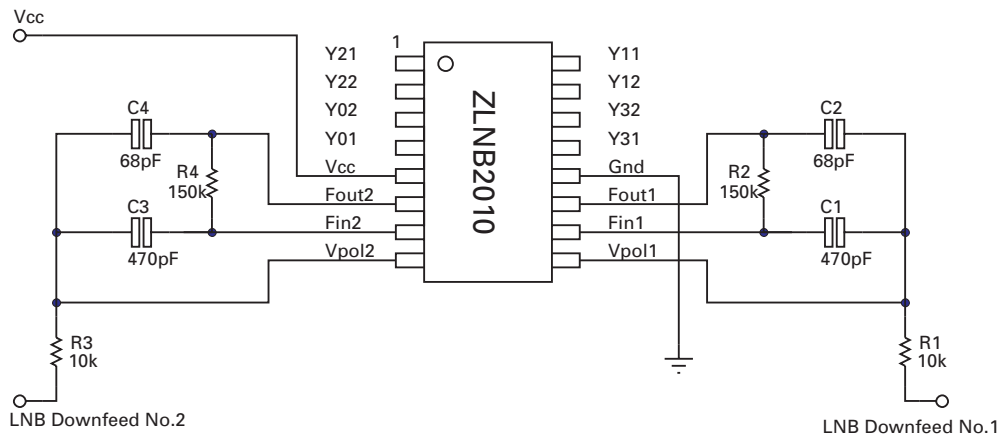 Vcc
1
Y21
Y22
Y02
Y01
Vcc
Fout2
Fin2
Vpol2
ZLNB2010
Y11
Y12
Y32
Y31
Gnd
Fout1
Fin1
Vpol1
C4
68pF
R4
150k
C3
470pF
R3
10k
LNB Downfeed No.2
C2
68pF
R2
150k
C1
470pF
R1
10k
LNB Downfeed No.1